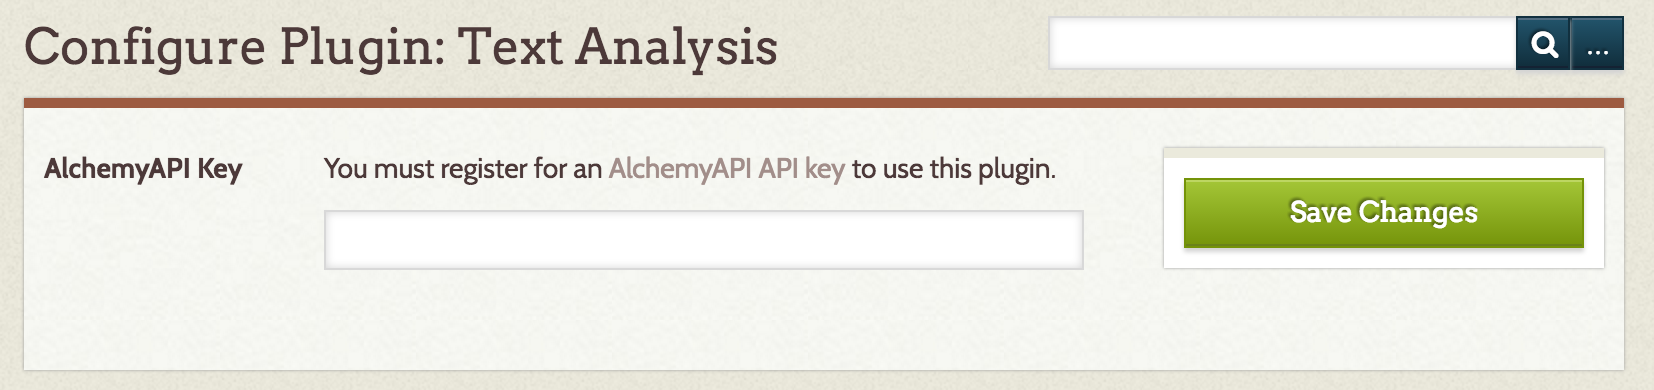 Configure Plugin: Text Analysis
...
AlchemyAPI Key
You must register for an AlchemyAPI API key to use this plugin.
Save Changes